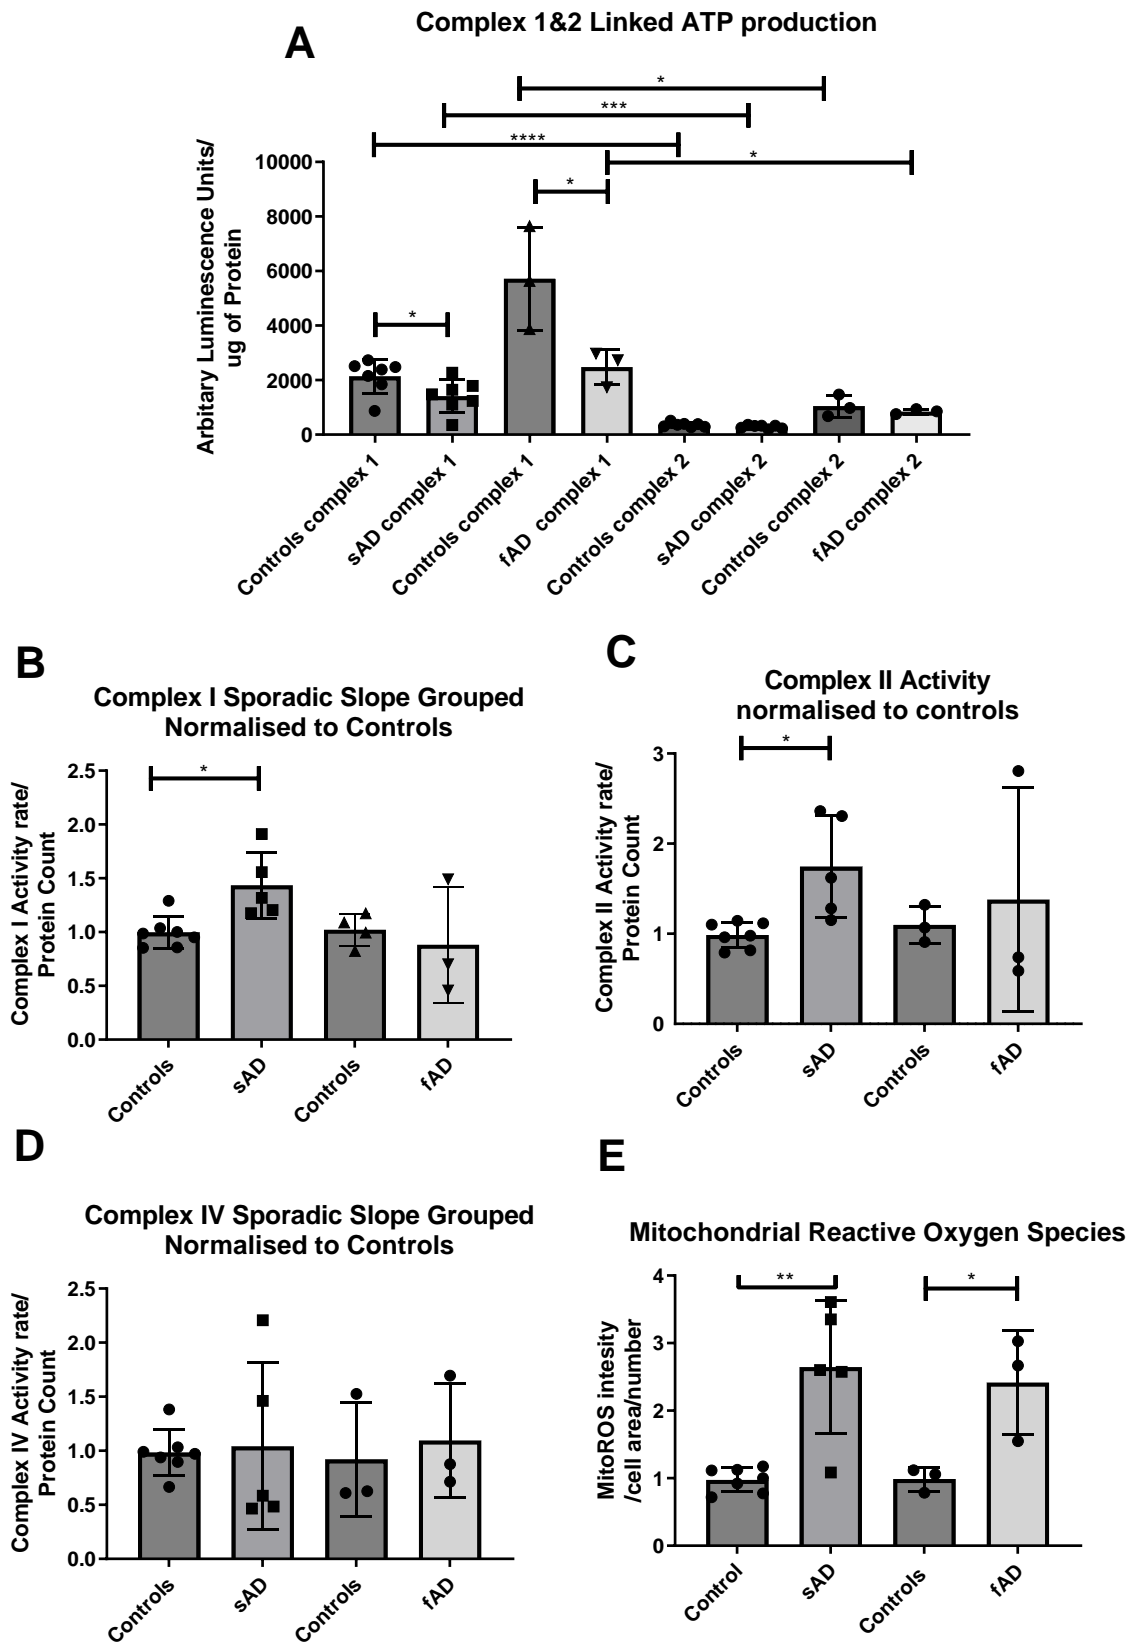 A
Complex 1&2 Linked ATP production
*
***
****
*
*
*
Arbitary Luminescence Units/
ug of Protein
10000
8000
6000
4000
2000
0
Controls complex 1
sAD complex 1
Controls complex 1
fAD complex 1
Controls complex 2
sAD complex 2
Controls complex 2
fAD complex 2
B
Complex I Sporadic Slope Grouped
Normalised to Controls
*
Complex I Activity rate/
Protein Count
2.5
2.0
1.5
1.0
0.5
0.0
Controls
sAD
Controls
fAD
C
Complex II Activity
normalised to controls
*
Complex II Activity rate/
Protein Count
3
2
1
0
Controls
sAD
Controls
fAD
D
Complex IV Sporadic Slope Grouped
Normalised to Controls
Complex IV Activity rate/
Protein Count
2.5
2.0
1.5
1.0
0.5
0.0
Controls
sAD
Controls
fAD
E
Mitochondrial Reactive Oxygen Species
**
*
MitoROS intesity
/cell area/number
4
3
2
1
0
Control
sAD
Controls
fAD